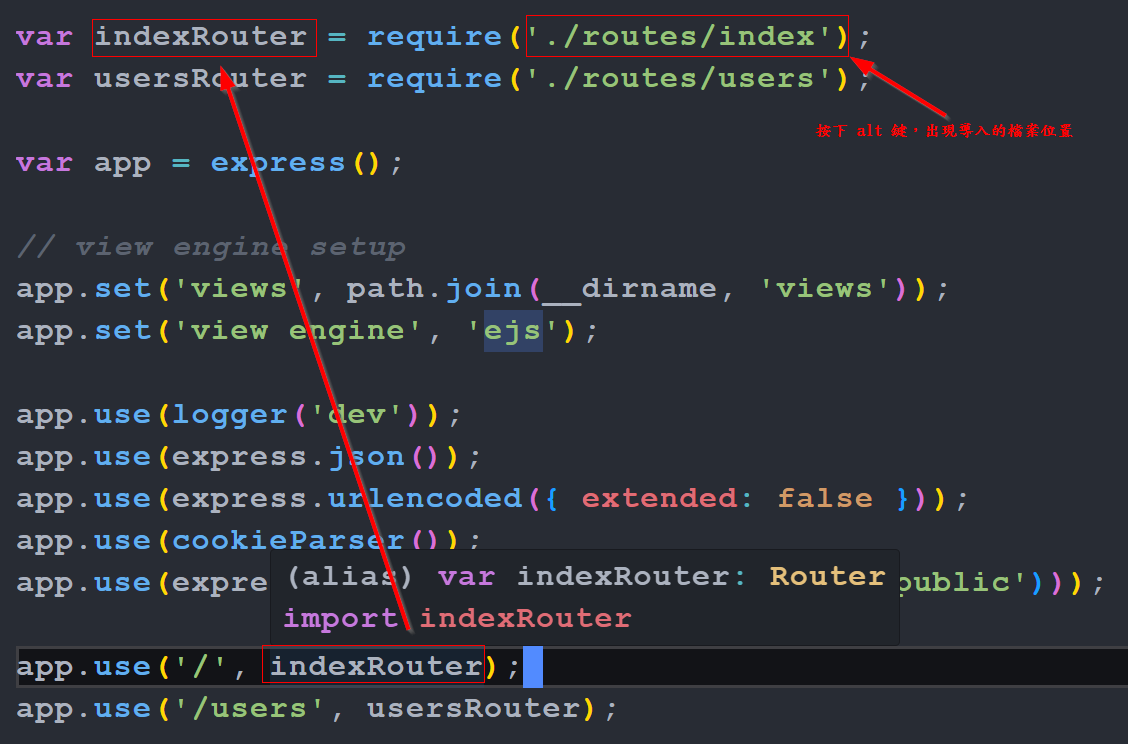 var indexRouter = require('./routes/index');
var usersRouter = require('./routes/users');
按下 alt 鍵，出現導入的檔案位置
var app = express();
// view engine setup
app.set('views', path.join(__dirname, 'views'));
app.set('view engine', 'ejs');
app.use(logger('dev'));
app.use(express.json());
app.use(express.urlencoded({ extended: false }));
app.use(cookieParser());
app.use(expre public')));
(alias) var indexRouter: Router
import indexRouter
app.use('/', indexRouter);
app.use('/users', usersRouter);